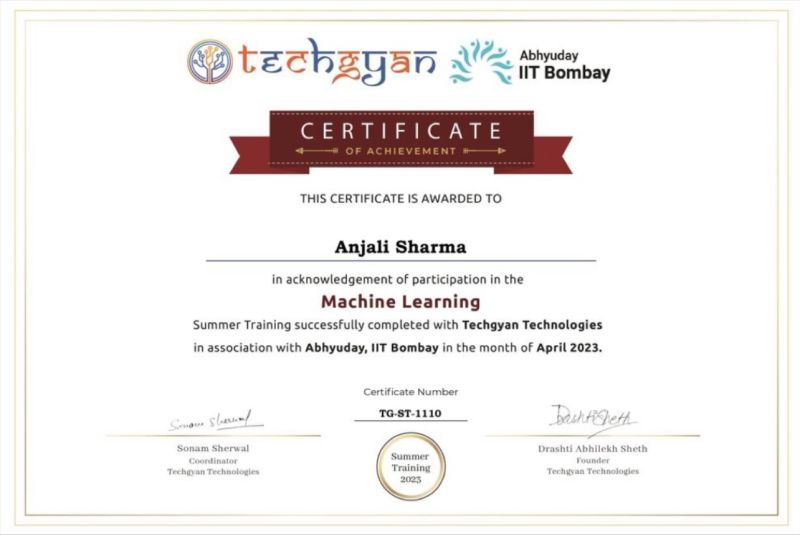 techgyan
Abhyuday
IIT Bombay
CERTIFICATE
OF ACHIEVEMENT
THIS CERTIFICATE IS AWARDED TO
Anjali Sharma
in acknowledgement of participation in the
Machine Learning
Summer Training successfully completed with Techgyan Technologies
in association with Abhyuday, IIT Bombay in the month of April 2023.
Certificate Number
TG-ST-1110
Sonam Sherwal
Sonam Sherwal
Coordinator
Techgyan Technologies
Summer
Training
2023
DashtiSheth
Drashti Abhilekh Sheth
Founder
Techgyan Technologies